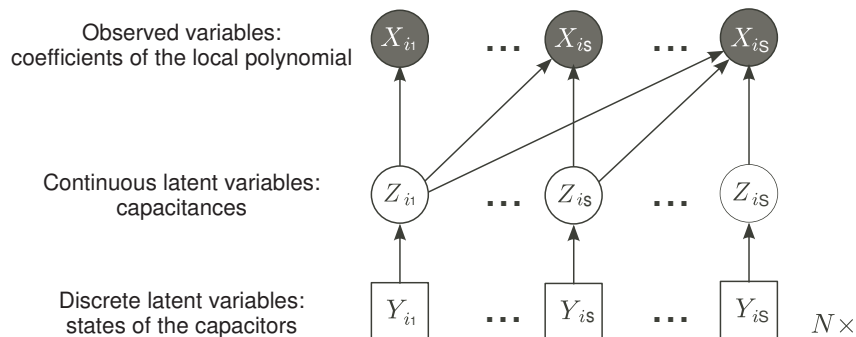 Observed variables:
coefficients of the local polynomial
X_{i1} ... X_{iS} ... X_{iS}
Continuous latent variables:
capacitances
Z_{i1} ... Z_{iS} ... Z_{iS}
Discrete latent variables:
states of the capacitors
Y_{i1} ... Y_{iS} ... Y_{iS} N×